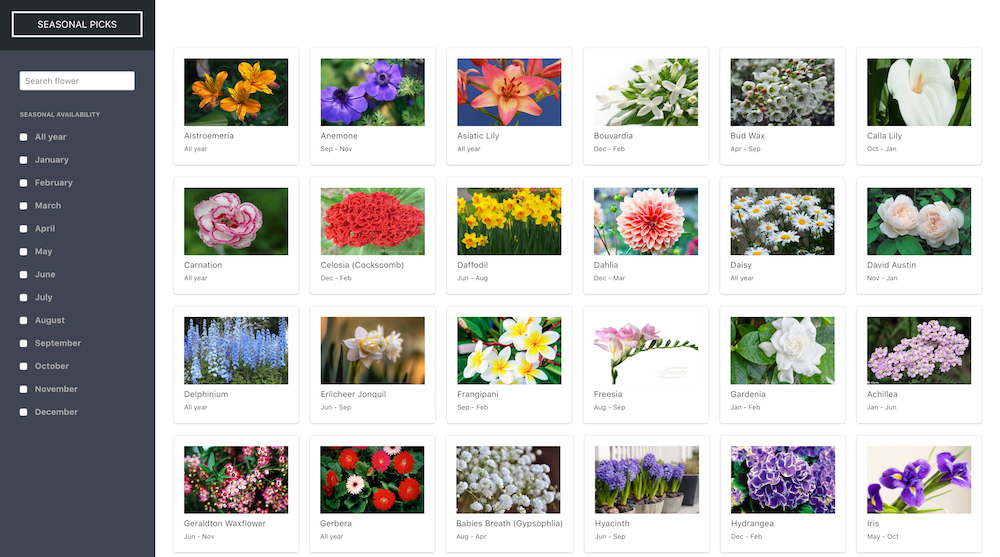 SEASONAL PICKS
Search flower
SEASONAL AVAILABILITY
All year
January
February
March
April
May
June
July
August
September
October
November
December
Alstroemeria
All year
Anemone
Sep - Nov
Asiatic Lily
All year
Bouvardia
Dec - Feb
Bud Wax
Apr - Sep
Calla Lily
Oct - Jan
Carnation
All year
Celosia (Cockscomb)
Dec - Feb
Daffodil
Jun - Aug
Dahlia
Dec - Mar
Daisy
All year
David Austin
Nov - Jan
Delphinium
All year
Erlicheer Jonquil
Jun - Sep
Frangipani
Sep - Feb
Freesia
Aug - Sep
Gardenia
Jan - Feb
Achillea
Jan - Jun
Geraldton Waxflower
Jun - Nov
Gerbera
All year
Babies Breath (Gypsophlia)
Aug - Apr
Hyacinth
Jun - Sep
Hydrangea
Dec - Feb
Iris
May - Oct